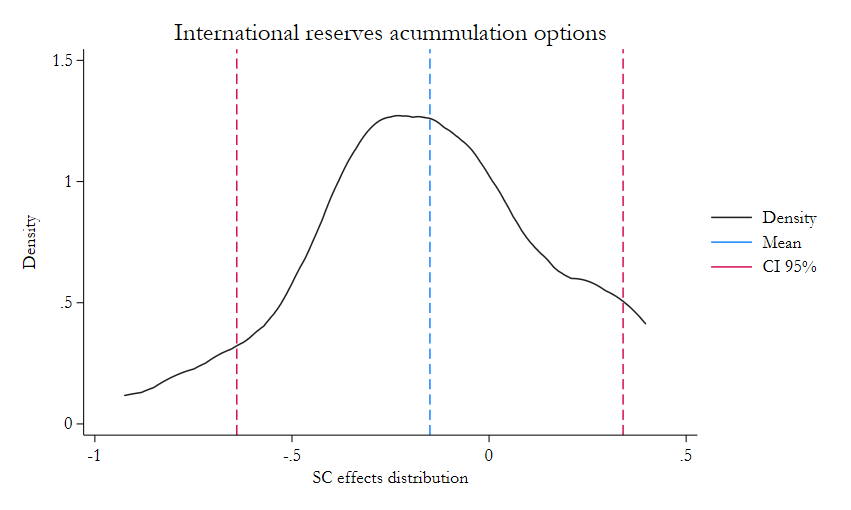 International reserves acummulation options
1.5
1
.5
0
Density
-1
-.5
0
.5
SC effects distribution
Density
Mean
CI 95%